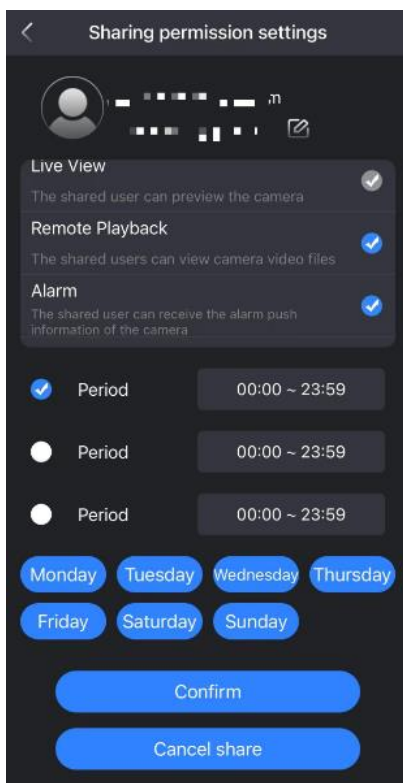 Sharing permission settings
Live View
The shared user can preview the camera
Remote Playback
The shared users can view camera video files
Alarm
The shared user can receive the alarm push
information of the camera
Period 00:00 ~ 23:59
Period 00:00 ~ 23:59
Period 00:00 ~ 23:59
Monday Tuesday Wednesday Thursday
Friday Saturday Sunday
Confirm
Cancel share